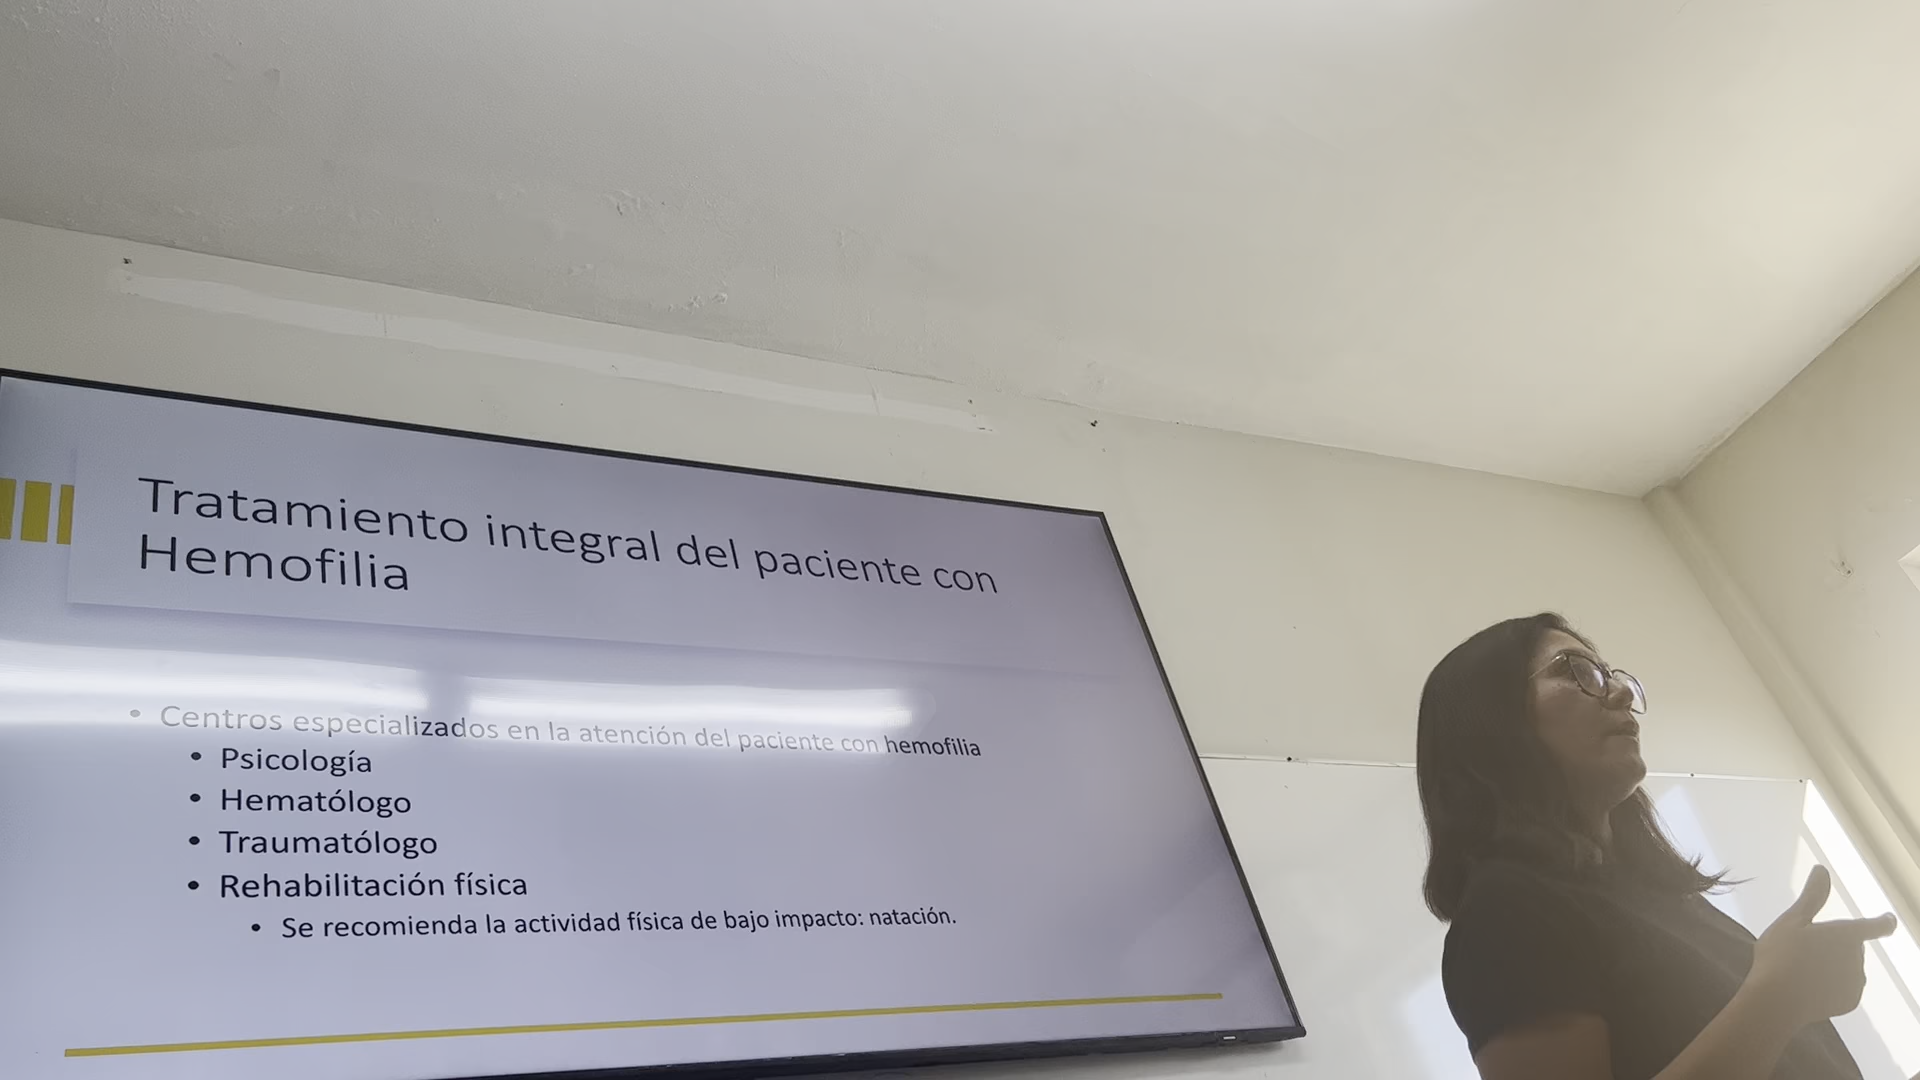 Tratamiento integral del paciente con
Hemofilia
• Centros especializados en la atención del paciente con hemofilia
• Psicología
• Hematólogo
• Traumatólogo
• Rehabilitación física
• Se recomienda la actividad física de bajo impacto: natación.